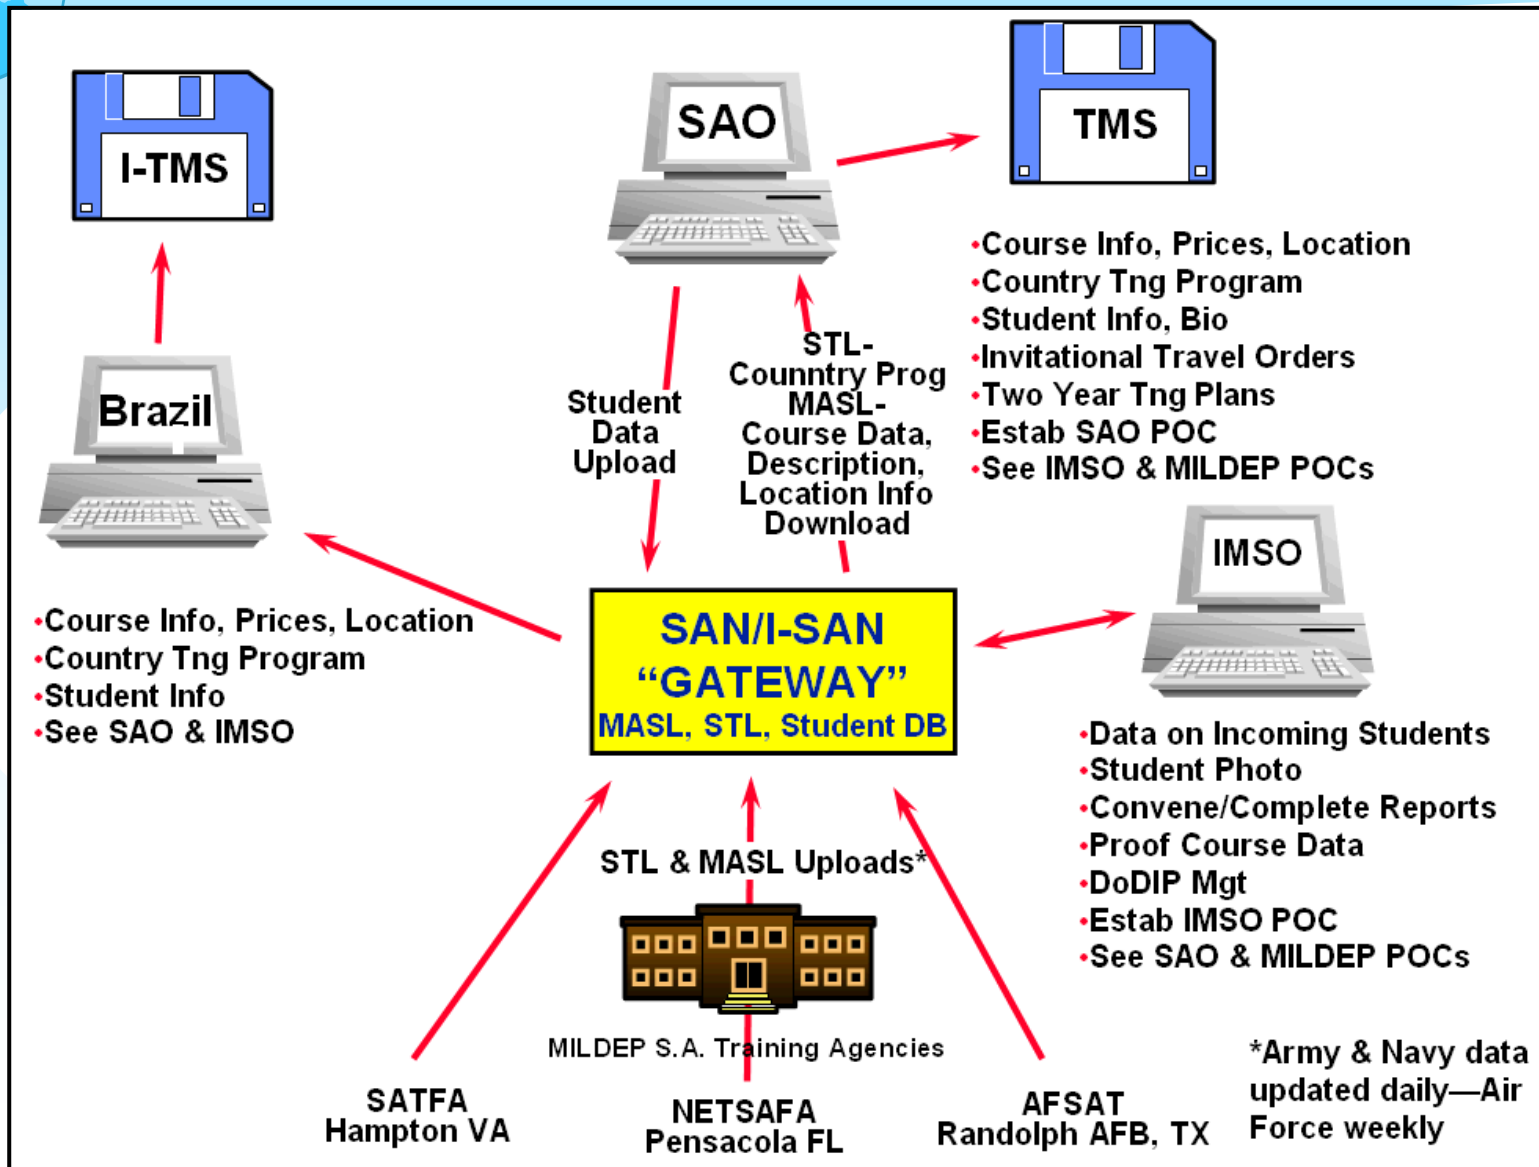 I-TMS
SAO
TMS
•Course Info, Prices, Location
•Country Tng Program
•Student Info, Bio
•Invitational Travel Orders
•Two Year Tng Plans
•Estab SAO POC
•See IMSO & MILDEP POCs
Brazil
Student
Data
Upload
STL-
Counntry Prog
MASL-
Course Data,
Description,
Location Info
Download
IMSO
•Course Info, Prices, Location
•Country Tng Program
•Student Info
•See SAO & IMSO
SAN/I-SAN
“GATEWAY”
MASL, STL, Student DB
•Data on Incoming Students
•Student Photo
•Convene/Complete Reports
•Proof Course Data
•DoDIP Mgt
•Estab IMSO POC
•See SAO & MILDEP POCs
STL & MASL Uploads*
MILDEP S.A. Training Agencies
SATFA
Hampton VA
NETSAFA
Pensacola FL
AFSAT
Randolph AFB, TX
*Army & Navy data
updated daily—Air
Force weekly